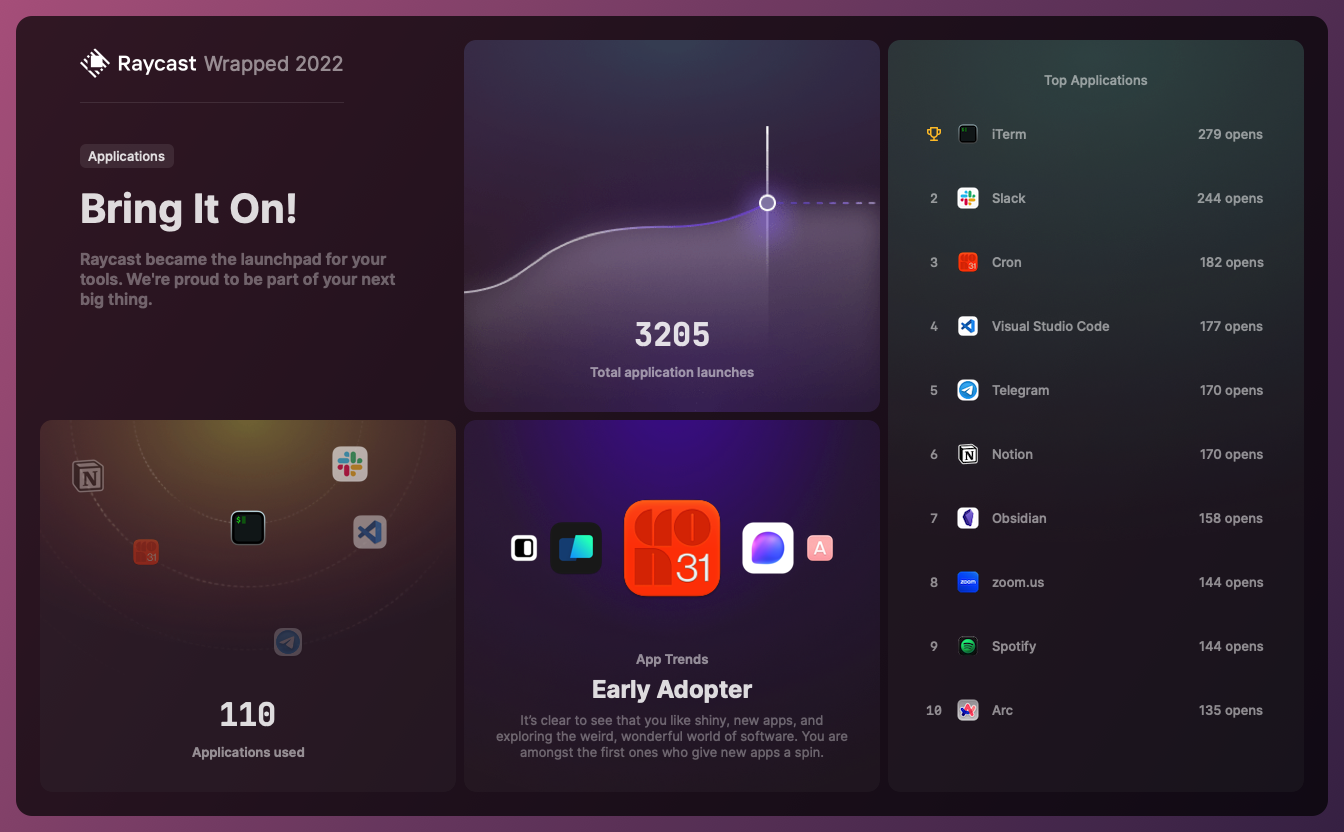 Raycast Wrapped 2022
Applications
Bring It On!
Raycast became the launchpad for your
tools. We're proud to be part of your next
big thing.
3205
Total application launches
Top Applications
iTerm 279 opens
2 Slack 244 opens
3 31 Cron 182 opens
4 Visual Studio Code 177 opens
5 Telegram 170 opens
6 N Notion 170 opens
7 Obsidian 158 opens
8 zoom zoom.us 144 opens
9 Spotify 144 opens
10 Arc 135 opens
N
$
31
110
Applications used
31
A
App Trends
Early Adopter
It's clear to see that you like shiny, new apps, and
exploring the weird, wonderful world of software. You are
amongst the first ones who give new apps a spin.